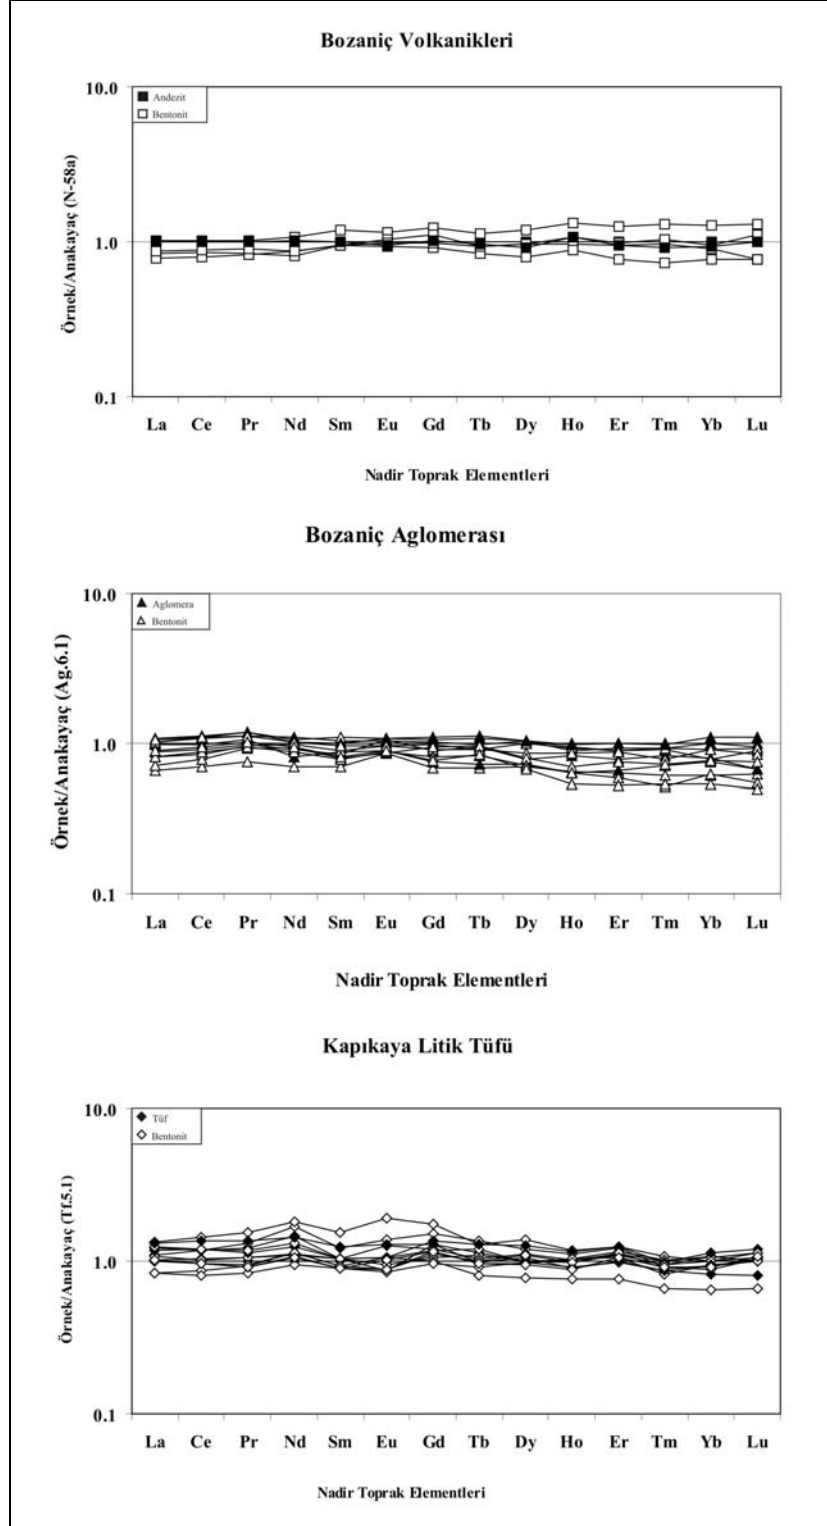 Bozaniç Volkanikleri
10.0
Andezit
Bentonit
Örnek/Anakayaç (N-58a)
1.0
0.1
La Ce Pr Nd Sm Eu Gd Tb Dy Ho Er Tm Yb Lu
Nadir Toprak Elementleri
Bozaniç Aglomerası
10.0
Aglomera
Bentonit
Örnek/Anakayaç (Ag.6.1)
1.0
0.1
La Ce Pr Nd Sm Eu Gd Tb Dy Ho Er Tm Yb Lu
Nadir Toprak Elementleri
Kapıkaya Litik Tüfü
10.0
Tüf
Bentonit
Örnek/Anakayaç (Tf.5.1)
1.0
0.1
La Ce Pr Nd Sm Eu Gd Tb Dy Ho Er Tm Yb Lu
Nadir Toprak Elementleri